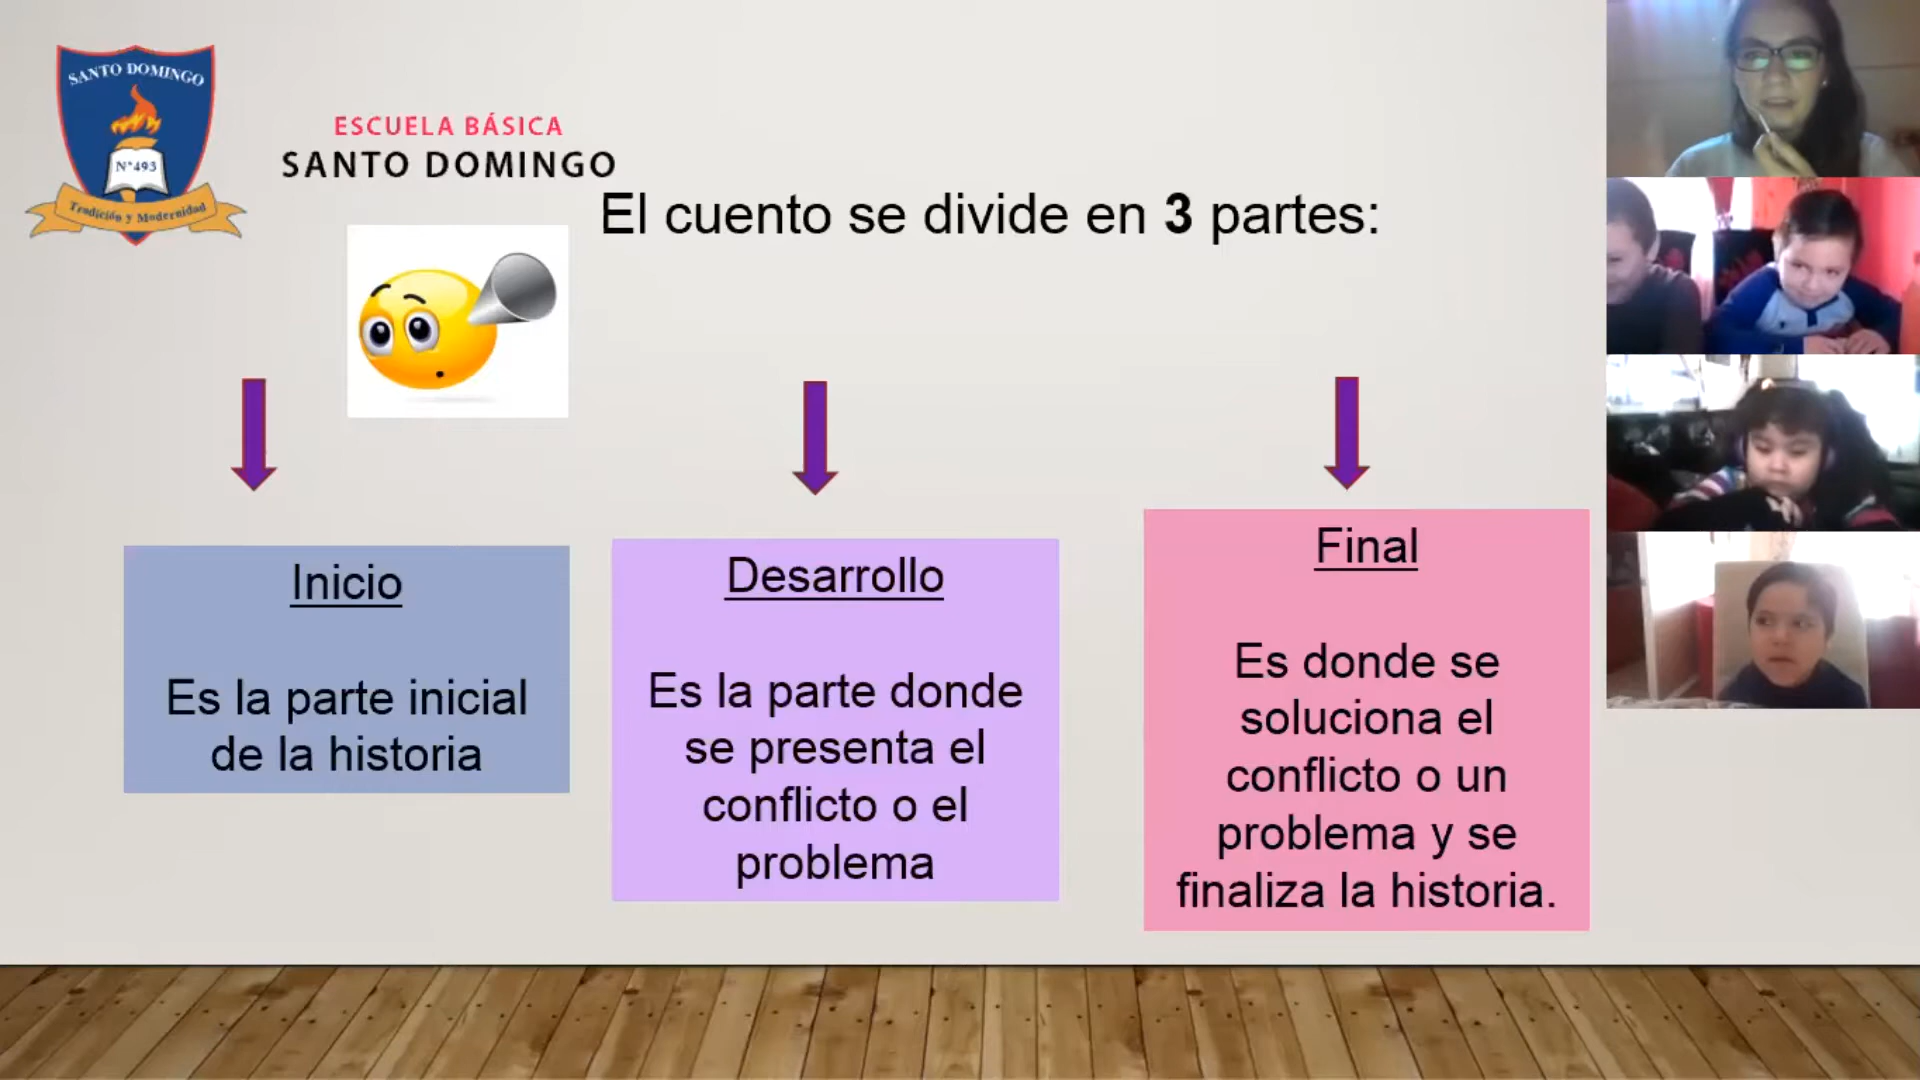 SANTO DOMINGO
N°493
Tradición y Modernidad
ESCUELA BÁSICA
SANTO DOMINGO
El cuento se divide en 3 partes:
Inicio
Es la parte inicial
de la historia
Desarrollo
Es la parte donde
se presenta el
conflicto o el
problema
Final
Es donde se
soluciona el
conflicto o un
problema y se
finaliza la historia.